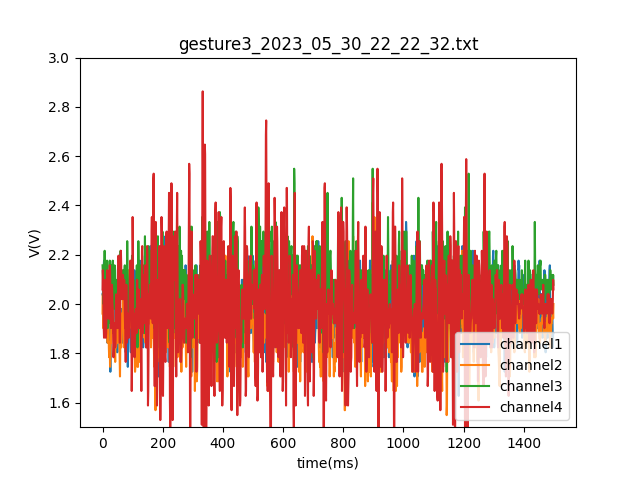 gesture3_2023_05_30_22_22_32.txt
3.0
2.8
2.6
2.4
2.2
2.0
1.8
1.6
V(V)
channel1
channel2
channel3
channel4
0 200 400 600 800 1000 1200 1400
time(ms)